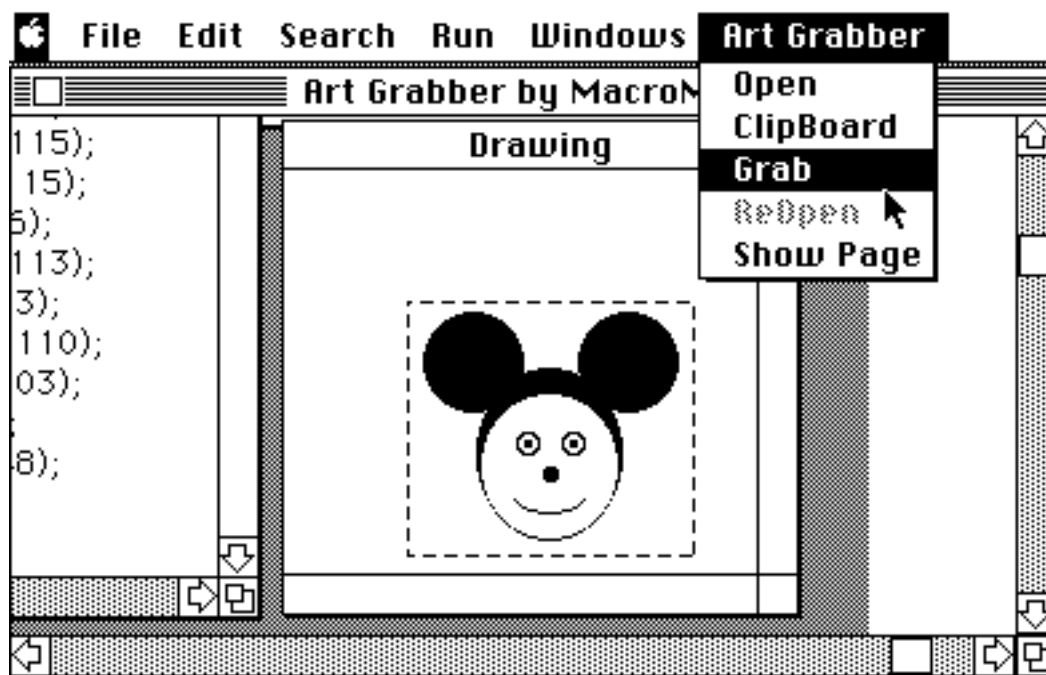 File Edit Search Run Windows Art Grabber
Art Grabber by MacroM
Open
ClipBoard
Grab
ReOpen
Show Page
Drawing
115);
15);
6);
113);
3);
110);
03);
;
8);